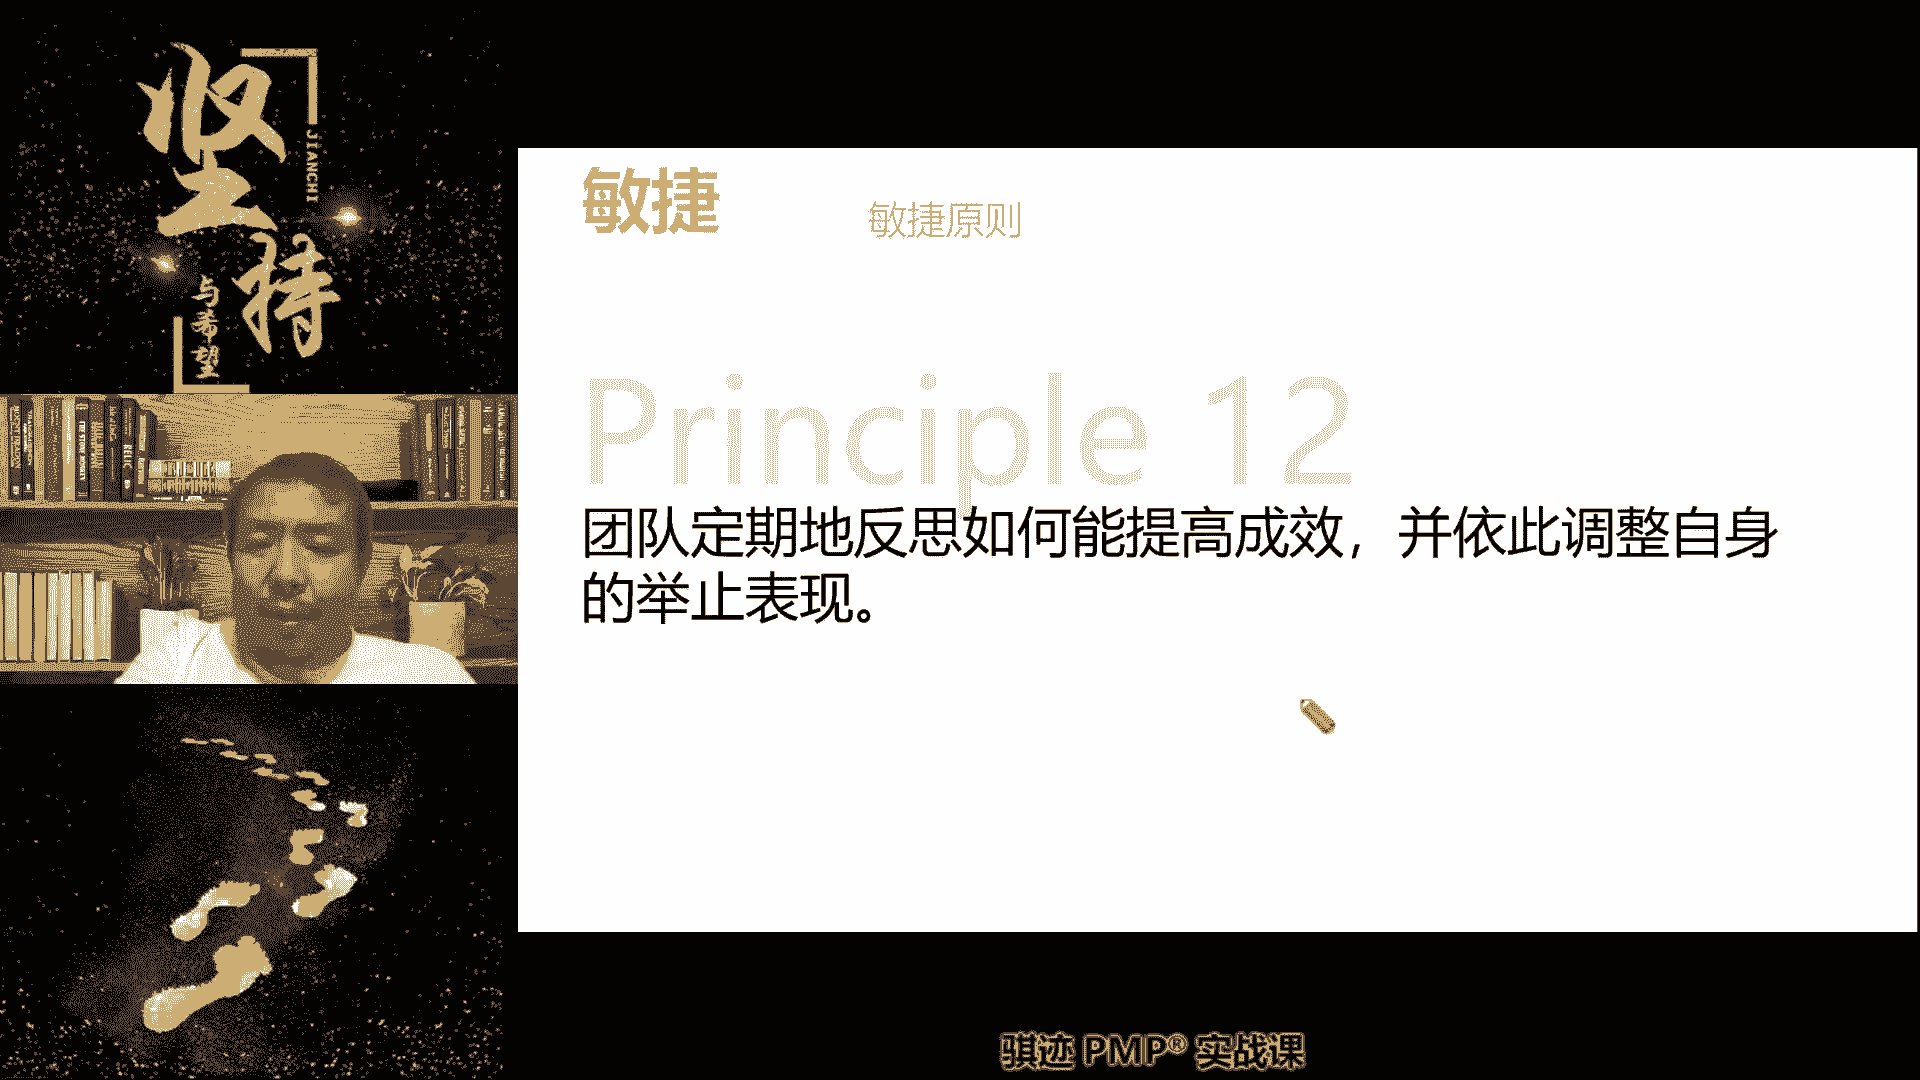 坚持
JIANCHI
与希望
敏捷
敏捷原则
Principle 12
团队定期地反思如何能提高成效，并依此调整自身
的举止表现。
骐迹 PMP® 实战课